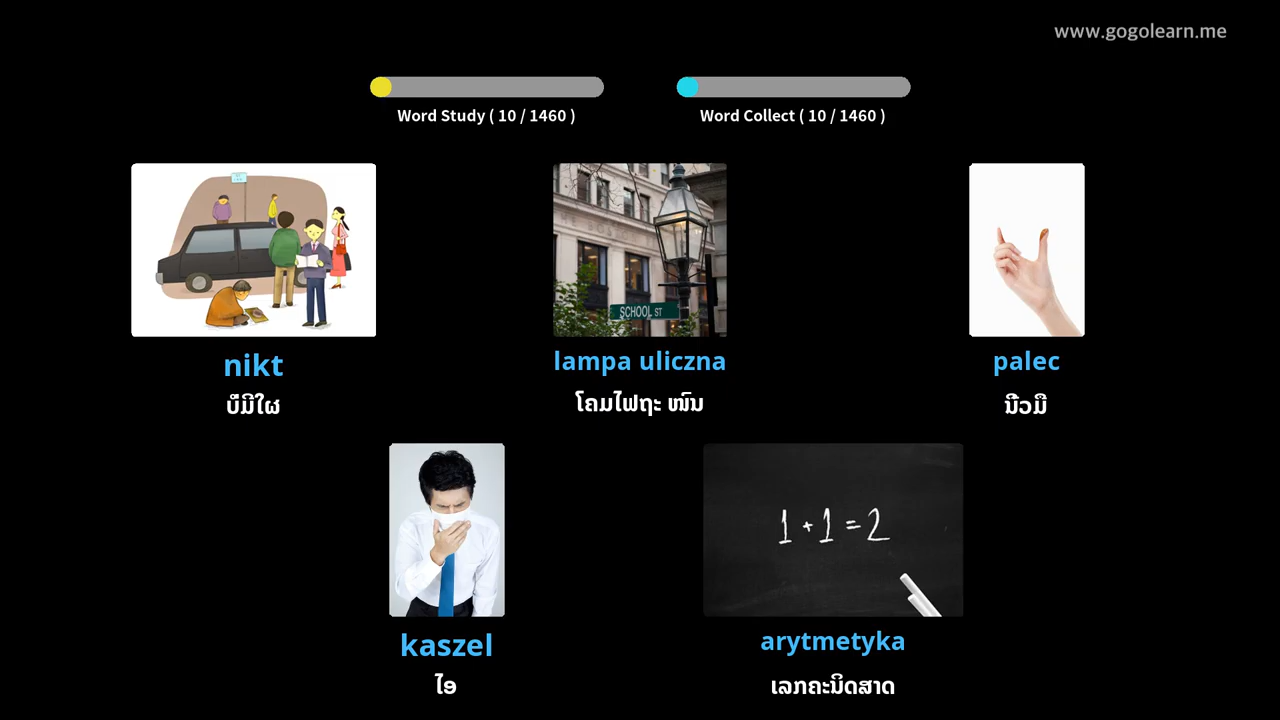 www.gogolearn.me
Word Study ( 10 / 1460 )
Word Collect ( 10 / 1460 )
SCHOOL ST
nikt
lampa uliczna
palec
ບໍ່ມີໃຜ
ໂຄມໄຟຖະ ໜົນ
ນິ້ວມື
1 + 1 = 2
kaszel
arytmetyka
ໄອ
ເລກຄະນິດສາດ